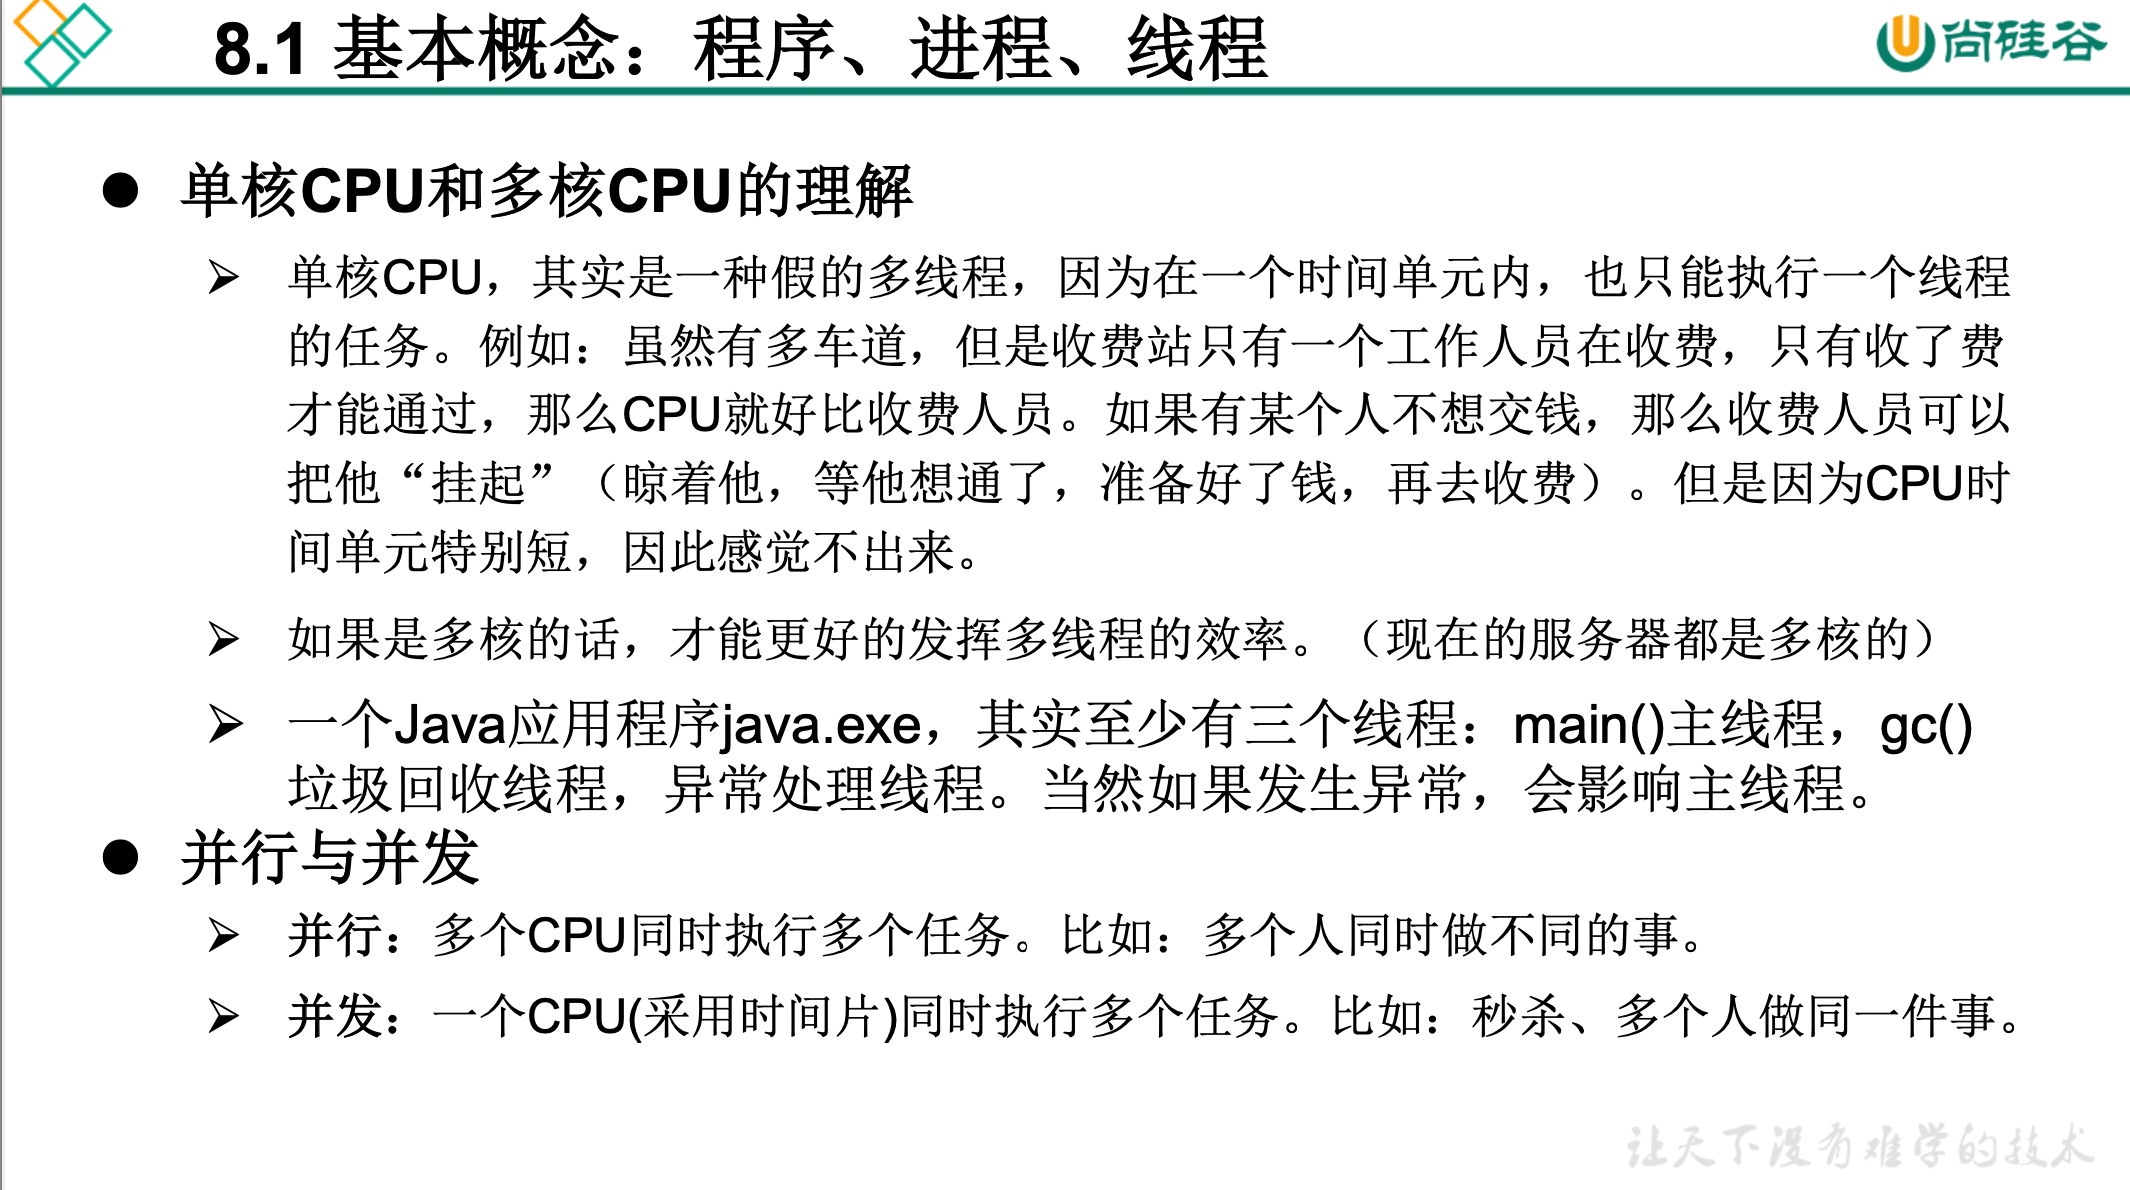 8.1 基本概念：程序、进程、线程
尚硅谷
单核CPU和多核CPU的理解
单核CPU，其实是一种假的多线程，因为在一个时间单元内，也只能执行一个线程
的任务。例如：虽然有多车道，但是收费站只有一个工作人员在收费，只有收了费
才能通过，那么CPU就好比收费人员。如果有某个人不想交钱，那么收费人员可以
把他“挂起”（晾着他，等他想通了，准备好了钱，再去收费）。但是因为CPU时
间单元特别短，因此感觉不出来。
如果是多核的话，才能更好的发挥多线程的效率。（现在的服务器都是多核的）
一个Java应用程序java.exe，其实至少有三个线程：main()主线程，gc()
垃圾回收线程，异常处理线程。当然如果发生异常，会影响主线程。
并行与并发
并行：多个CPU同时执行多个任务。比如：多个人同时做不同的事。
并发：一个CPU(采用时间片)同时执行多个任务。比如：秒杀、多个人做同一件事。
让天下没有难学的技术